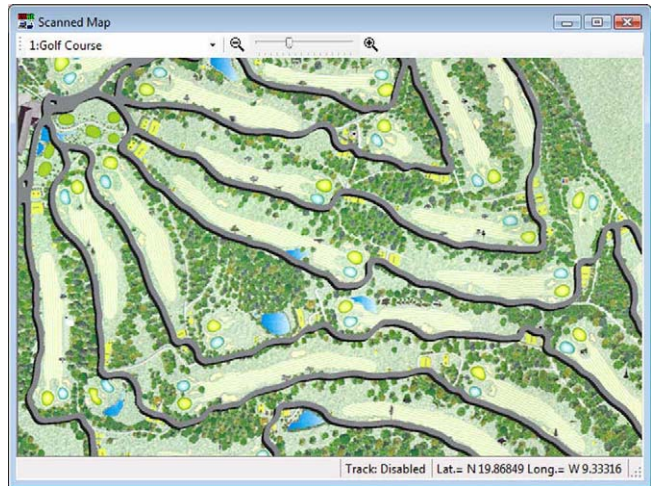 Scanned Map
1:Golf Course
Track: Disabled
Lat.= N 19.86849 Long.= W 9.33316